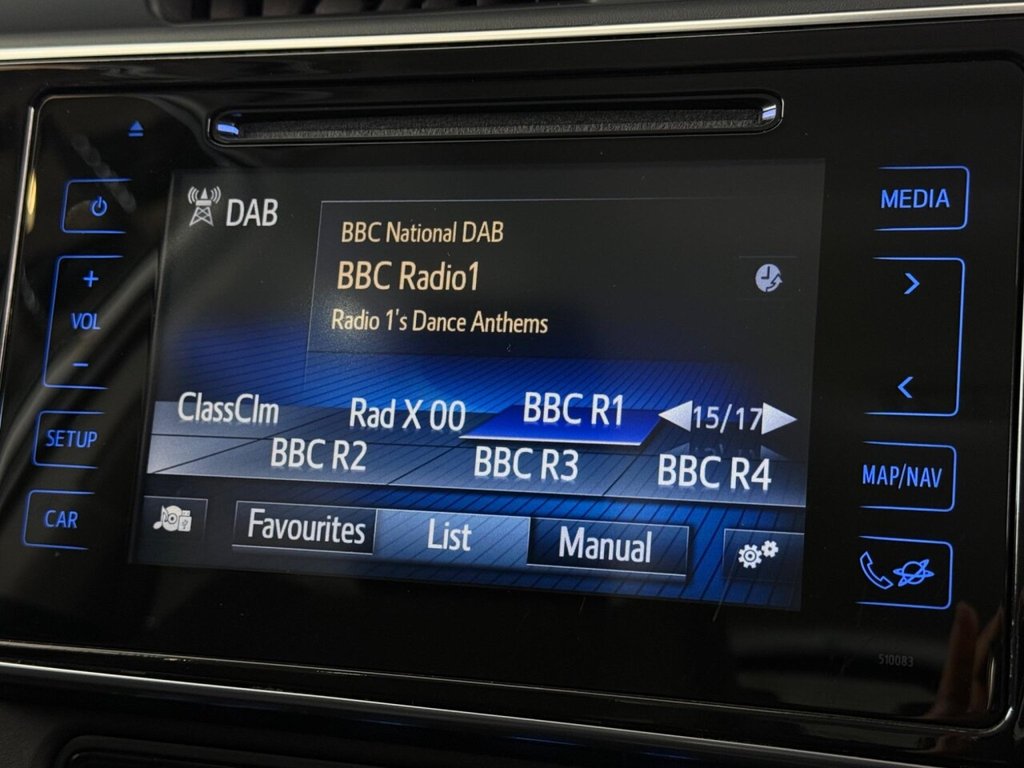 DAB
BBC National DAB
BBC Radio1
Radio 1's Dance Anthems
ClassClm Rad X 00 BBC R1 15/17
BBC R2 BBC R3 BBC R4
Favourites List Manual
+
VOL
-
SETUP
CAR
MEDIA
>
<
MAP/NAV
510083